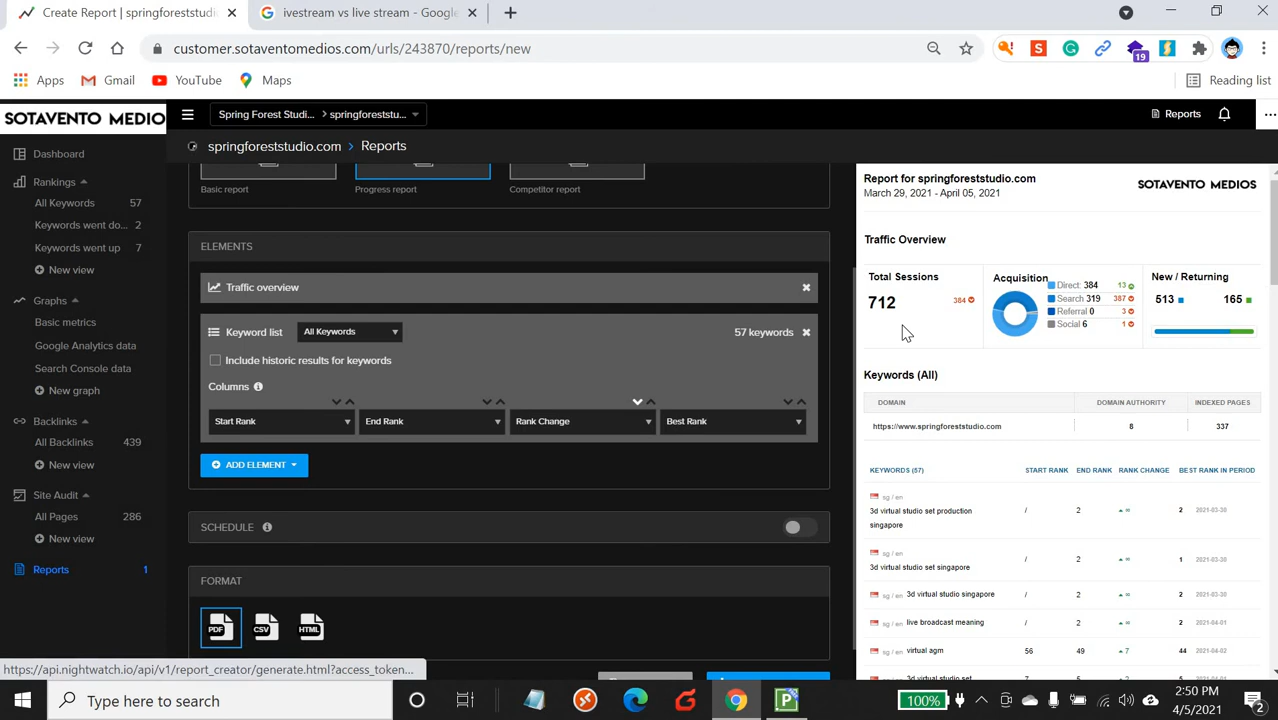 Create Report | springforeststudi
ivestream vs live stream - Google
customer.sotaventomedios.com/urls/243870/reports/new
19
Apps
Gmail
YouTube
Maps
Reading list
SOTAVENTO MEDIO
Spring Forest Studi... > springforeststu...
Reports
springforeststudio.com > Reports
Dashboard
Rankings
All Keywords 57
Keywords went do... 2
Keywords went up 7
New view
Graphs
Basic metrics
Google Analytics data
Search Console data
New graph
Backlinks
All Backlinks 439
New view
Site Audit
All Pages 286
New view
Reports 1
Basic report
Progress report
Competitor report
ELEMENTS
Traffic overview
Keyword list All Keywords 57 keywords
Include historic results for keywords
Columns
Start Rank End Rank Rank Change Best Rank
ADD ELEMENT
SCHEDULE
FORMAT
PDF CSV HTML
Report for springforeststudio.com
March 29, 2021 - April 05, 2021
SOTAVENTO MEDIOS
Traffic Overview
Total Sessions
712 384
Acquisition
Direct: 384 13
Search 319 387
Referral 0 3
Social 6 1
New / Returning
513 165
Keywords (All)
DOMAIN DOMAIN AUTHORITY INDEXED PAGES
https://www.springforeststudio.com 8 337
KEYWORDS (57) START RANK END RANK RANK CHANGE BEST RANK IN PERIOD
sg / en
3d virtual studio set production
singapore
/ 2 ∞ 2 2021-03-30
sg / en
3d virtual studio set singapore
/ 2 ∞ 1 2021-03-30
sg / en 3d virtual studio singapore / 2 ∞ 2 2021-03-30
sg / en live broadcast meaning / 2 ∞ 2 2021-04-01
sg / en virtual agm 56 49 7 44 2021-04-02
sg / en 3d virtual studio set 7 5
https://api.nightwatch.io/api/v1/report_creator/generate.html?access_token...
Type here to search
100%
2:50 PM
4/5/2021
2